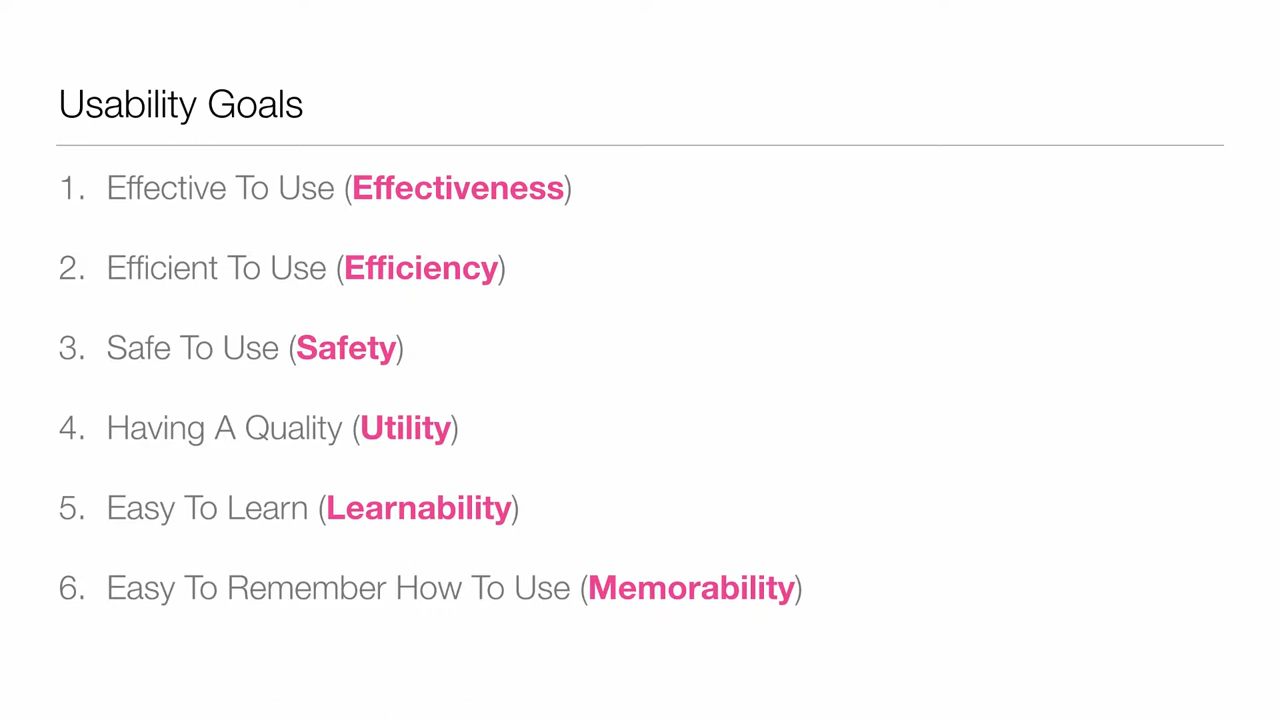 Usability Goals
1. Effective To Use (Effectiveness)
2. Efficient To Use (Efficiency)
3. Safe To Use (Safety)
4. Having A Quality (Utility)
5. Easy To Learn (Learnability)
6. Easy To Remember How To Use (Memorability)